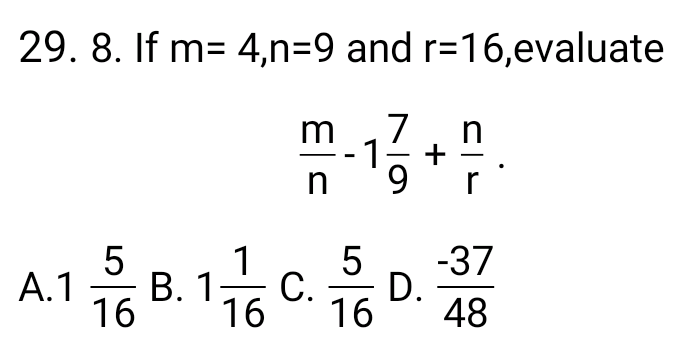 29. 8. If m= 4,n=9 and r=16,evaluate
m/n - 1 7/9 + n/r .
A.1 5/16 B. 1 1/16 C. 5/16 D. -37/48